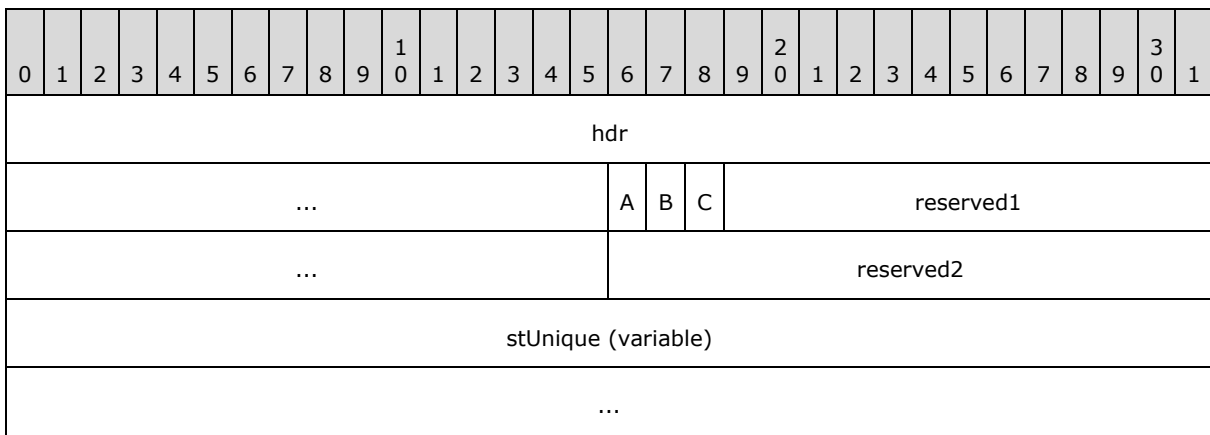 1 2 3
0 1 2 3 4 5 6 7 8 9 0 1 2 3 4 5 6 7 8 9 0 1 2 3 4 5 6 7 8 9 0 1
hdr
... A B C reserved1
... reserved2
stUnique (variable)
...